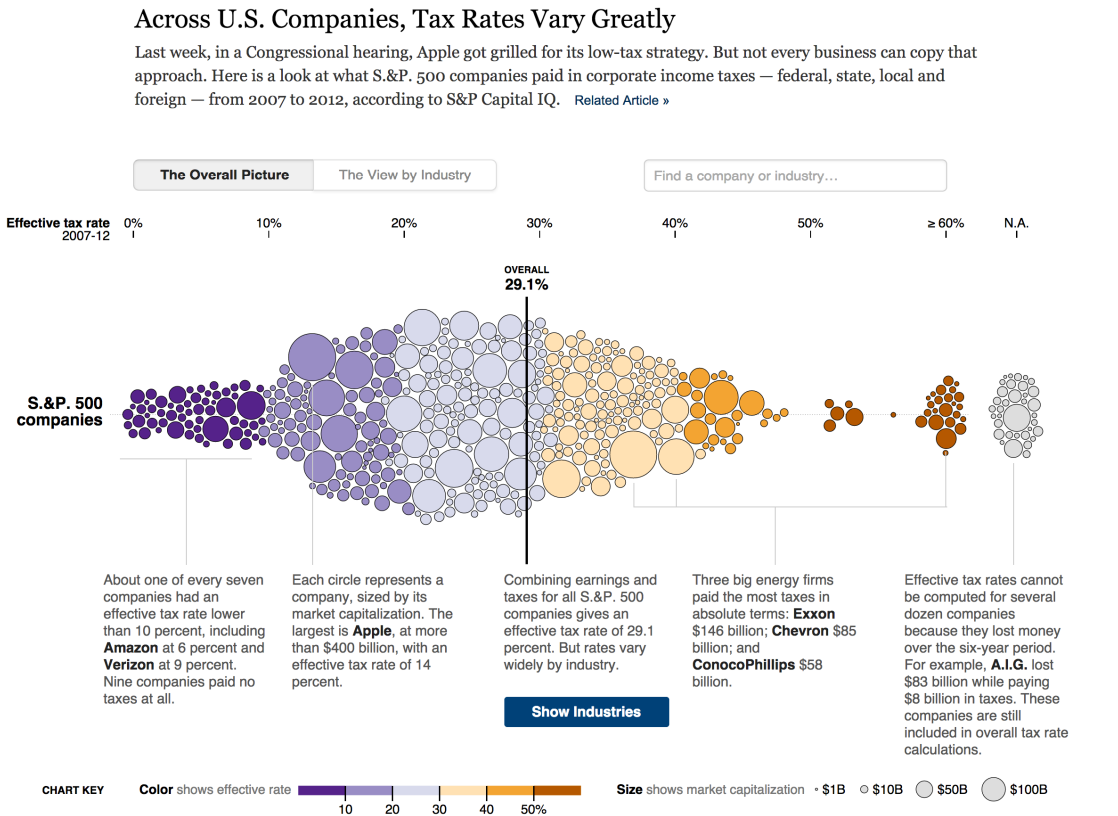 Across U.S. Companies, Tax Rates Vary Greatly
Last week, in a Congressional hearing, Apple got grilled for its low-tax strategy. But not every business can copy that
approach. Here is a look at what S.&P. 500 companies paid in corporate income taxes — federal, state, local and
foreign — from 2007 to 2012, according to S&P Capital IQ. Related Article »
The Overall Picture
The View by Industry
Find a company or industry…
Effective tax rate
2007-12
0% 10% 20% 30% 40% 50% ≥ 60% N.A.
OVERALL
29.1%
S.&P. 500
companies
About one of every seven
companies had an
effective tax rate lower
than 10 percent, including
Amazon at 6 percent and
Verizon at 9 percent.
Nine companies paid no
taxes at all.
Each circle represents a
company, sized by its
market capitalization. The
largest is Apple, at more
than $400 billion, with an
effective tax rate of 14
percent.
Combining earnings and
taxes for all S.&P. 500
companies gives an
effective tax rate of 29.1
percent. But rates vary
widely by industry.
Show Industries
Three big energy firms
paid the most taxes in
absolute terms: Exxon
$146 billion; Chevron $85
billion; and
ConocoPhillips $58
billion.
Effective tax rates cannot
be computed for several
dozen companies
because they lost money
over the six-year period.
For example, A.I.G. lost
$83 billion while paying
$8 billion in taxes. These
companies are still
included in overall tax rate
calculations.
CHART KEY
Color shows effective rate
10 20 30 40 50%
Size shows market capitalization
$1B $10B $50B $100B